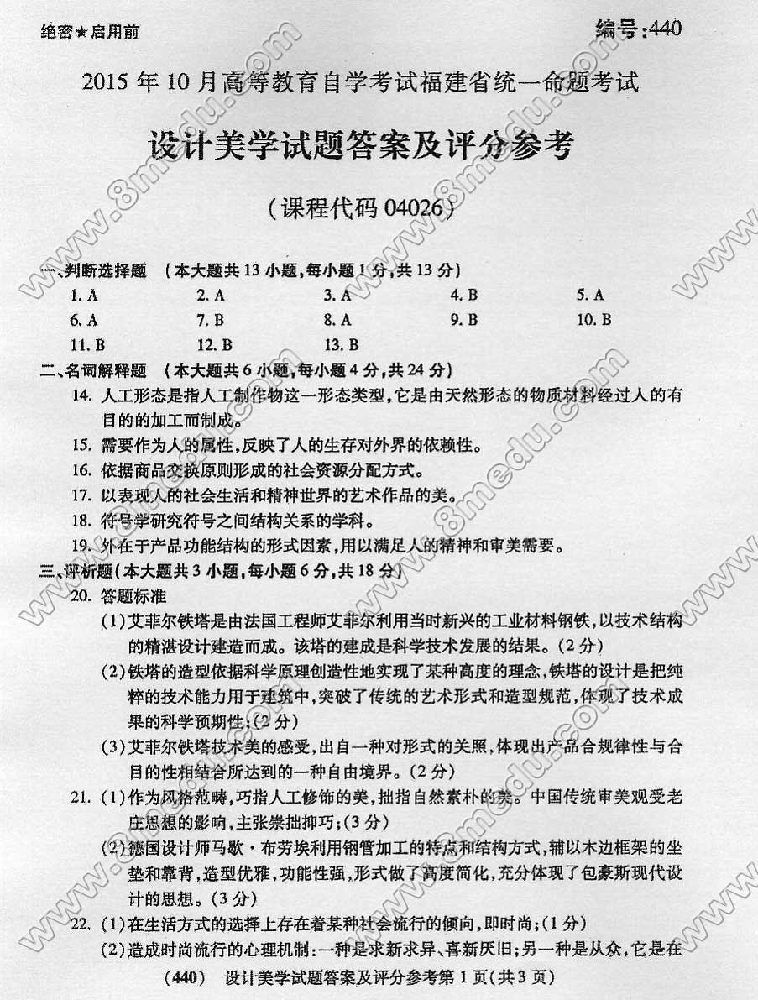 绝密★启用前
编号:440
2015 年 10 月高等教育自学考试福建省统一命题考试
设计美学试题答案及评分参考
(课程代码 04026)
一、判断选择题 (本大题共 13 小题,每小题 1 分,共 13 分)
1. A 2. A 3. A 4. B 5. A
6. A 7. B 8. A 9. B 10. B
11. B 12. B 13. B
二、名词解释题 (本大题共 6 小题,每小题 4 分,共 24 分)
14. 人工形态是指人工制作物这一形态类型,它是由天然形态的物质材料经过人的有
目的的加工而制成。
15. 需要作为人的属性,反映了人的生存对外界的依赖性。
16. 依据商品交换原则形成的社会资源分配方式。
17. 以表现人的社会生活和精神世界的艺术作品的美。
18. 符号学研究符号之间结构关系的学科。
19. 外在于产品功能结构的形式因素,用以满足人的精神和审美需要。
三、评析题(本大题共 3 小题,每小题 6 分,共 18 分)
20. 答题标准
(1)艾菲尔铁塔是由法国工程师艾菲尔利用当时新兴的工业材料钢铁,以技术结构
的精湛设计建造而成。该塔的建成是科学技术发展的结果。(2 分)
(2)铁塔的造型依据科学原理创造性地实现了某种高度的理念,铁塔的设计是把纯
粹的技术能力用于建筑中,突破了传统的艺术形式和造型规范,体现了技术成
果的科学预期性;(2 分)
(3)艾菲尔铁塔技术美的感受,出自一种对形式的关照,体现出产品合规律性与合
目的性相结合所达到的一种自由境界。(2 分)
21. (1)作为风格范畴,巧指人工修饰的美,拙指自然素朴的美。中国传统审美观受老
庄思想的影响,主张崇拙抑巧;(3 分)
(2)德国设计师马歇·布劳埃利用钢管加工的特点和结构方式,辅以木边框架的坐
垫和靠背,造型优雅,功能性强,形式做了高度简化,充分体现了包豪斯现代设
计的思想。(3 分)
22. (1)在生活方式的选择上存在着某种社会流行的倾向,即时尚;(1 分)
(2)造成时尚流行的心理机制:一种是求新求异、喜新厌旧;另一种是从众,它是在
(440) 设计美学试题答案及评分参考第 1 页(共 3 页)
www.8medu.com